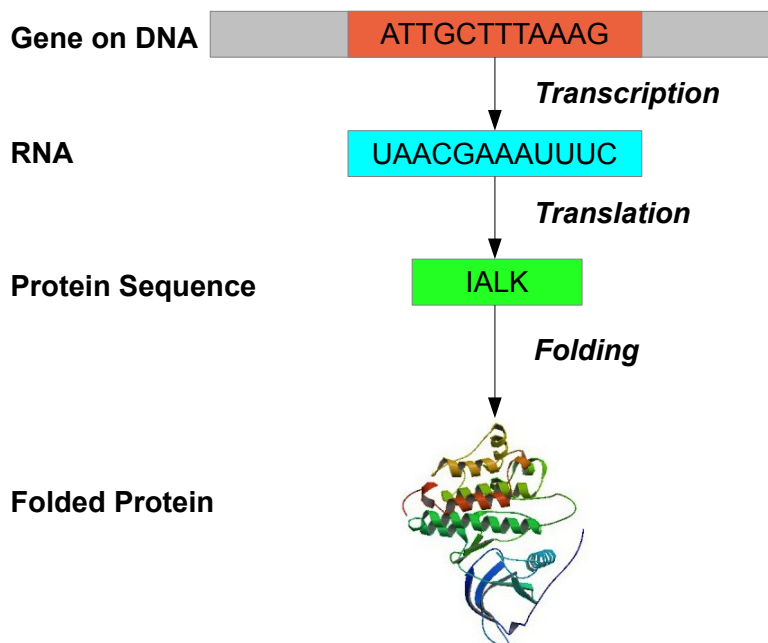 Gene on DNA
ATTGCTTTAAAG
Transcription
RNA
UAACGAAAUUUC
Translation
Protein Sequence
IALK
Folding
Folded Protein